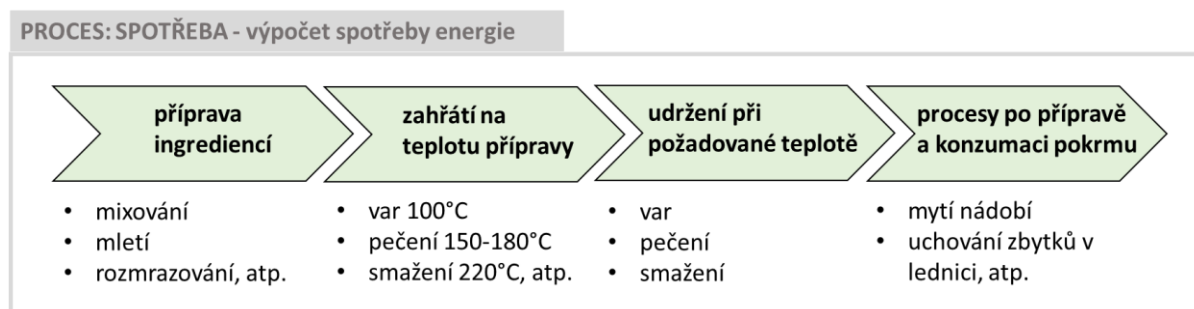 PROCES: SPOTŘEBA - výpočet spotřeby energie
příprava
ingrediencí
zahřátí na
teplotu přípravy
udržení při
požadované teplotě
procesy po přípravě
a konzumaci pokrmu
• mixování
• mletí
• rozmrazování, atp.
• var 100°C
• pečení 150-180°C
• smažení 220°C, atp.
• var
• pečení
• smažení
• mytí nádobí
• uchování zbytků v
lednici, atp.